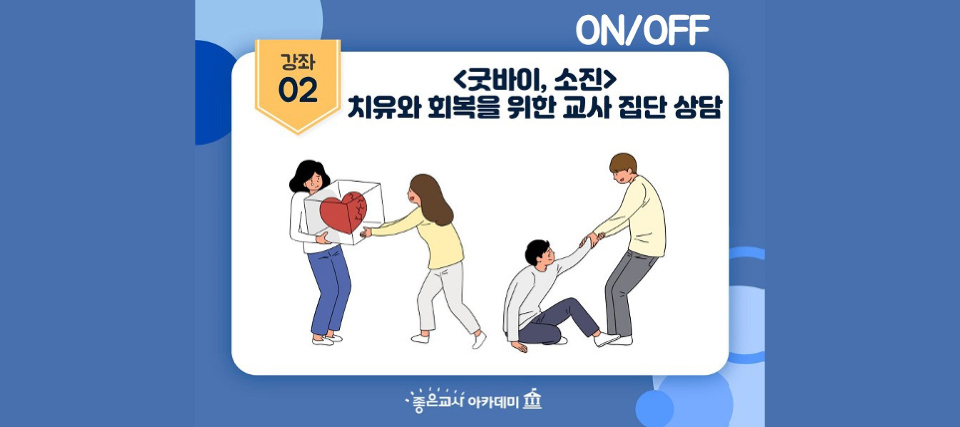 ON/OFF
강좌
02
<굿바이, 소진>
치유와 회복을 위한 교사 집단 상담
좋은교사 아카데미